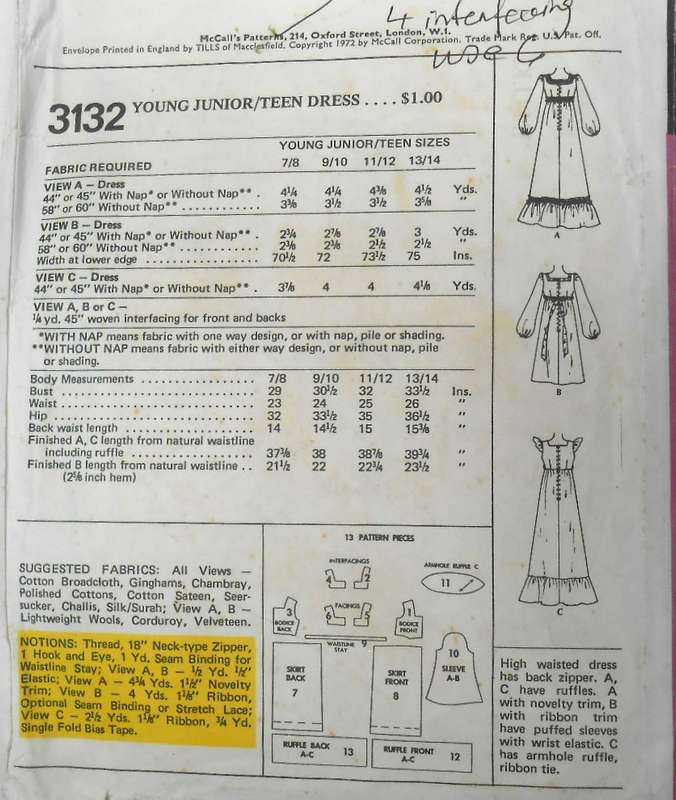 4 interfeccing
use 6
McCall's Pattern, 214, Oxford Street, London, W.1.
Envelope Printed in England by TILLS of Macclesfield. Copyright 1972 by McCall Corporation. Trade Mark Reg. U.S. Pat. Off.
3132 YOUNG JUNIOR/TEEN DRESS .... $1.00
YOUNG JUNIOR/TEEN SIZES
FABRIC REQUIRED 7/8 9/10 11/12 13/14
VIEW A — Dress
44" or 45" With Nap* or Without Nap** . 4¼ 4¼ 4⅜ 4½ Yds.
58" or 60" Without Nap** ............ 3⅜ 3½ 3½ 3⅝ "
VIEW B — Dress
44" or 45" With Nap* or Without Nap** . 2¾ 2⅞ 2⅞ 3 Yds.
58" or 60" Without Nap** ............ 2⅜ 2⅜ 2½ 2½ "
Width at lower edge ................ 70½ 72 73½ 75 Ins.
VIEW C — Dress
44" or 45" With Nap* or Without Nap** . 3⅞ 4 4 4⅛ Yds.
VIEW A, B or C —
¼ yd. 45" woven interfacing for front and backs
*WITH NAP means fabric with one way design, or with nap, pile or shading.
**WITHOUT NAP means fabric with either way design, or without nap, pile
or shading.
Body Measurements ................ 7/8 9/10 11/12 13/14
Bust ............................ 29 30½ 32 33½ Ins.
Waist ........................... 23 24 25 26 "
Hip ............................. 32 33½ 35 36½ "
Back waist length ................ 14 14½ 15 15⅜ "
Finished A, C length from natural waistline
including ruffle ................ 37⅜ 38 38⅞ 39¾ "
Finished B length from natural waistline .. 21½ 22 22¾ 23½ "
(2⅝ inch hem)
A
B
C
SUGGESTED FABRICS: All Views —
Cotton Broadcloth, Ginghams, Chambray,
Polished Cottons, Cotton Sateen, Seer-
sucker, Challis, Silk/Surah; View A, B —
Lightweight Wools, Corduroy, Velveteen.
NOTIONS: Thread, 18" Neck-type Zipper,
1 Hook and Eye, 1 Yd. Seam Binding for
Waistline Stay; View A, B — ½ Yd. ½"
Elastic; View A — 4¾ Yds. 1½" Novelty
Trim; View B — 4 Yds. 1⅛" Ribbon,
Optional Seam Binding or Stretch Lace;
View C — 2½ Yds. 1⅛" Ribbon, ¾ Yd.
Single Fold Bias Tape.
13 PATTERN PIECES
INTERFACINGS
4 2
ARMHOLE RUFFLE C
11
FACINGS
6 5
3
BODICE
BACK
1
BODICE
FRONT
WAISTLINE
STAY 9
SKIRT
BACK
7
SKIRT
FRONT
8
10
SLEEVE
A-B
RUFFLE BACK
A-C 13
RUFFLE FRONT
A-C 12
High waisted dress
has back zipper. A,
C have ruffles. A
with novelty trim, B
with ribbon trim
have puffed sleeves
with wrist elastic. C
has armhole ruffle,
ribbon tie.